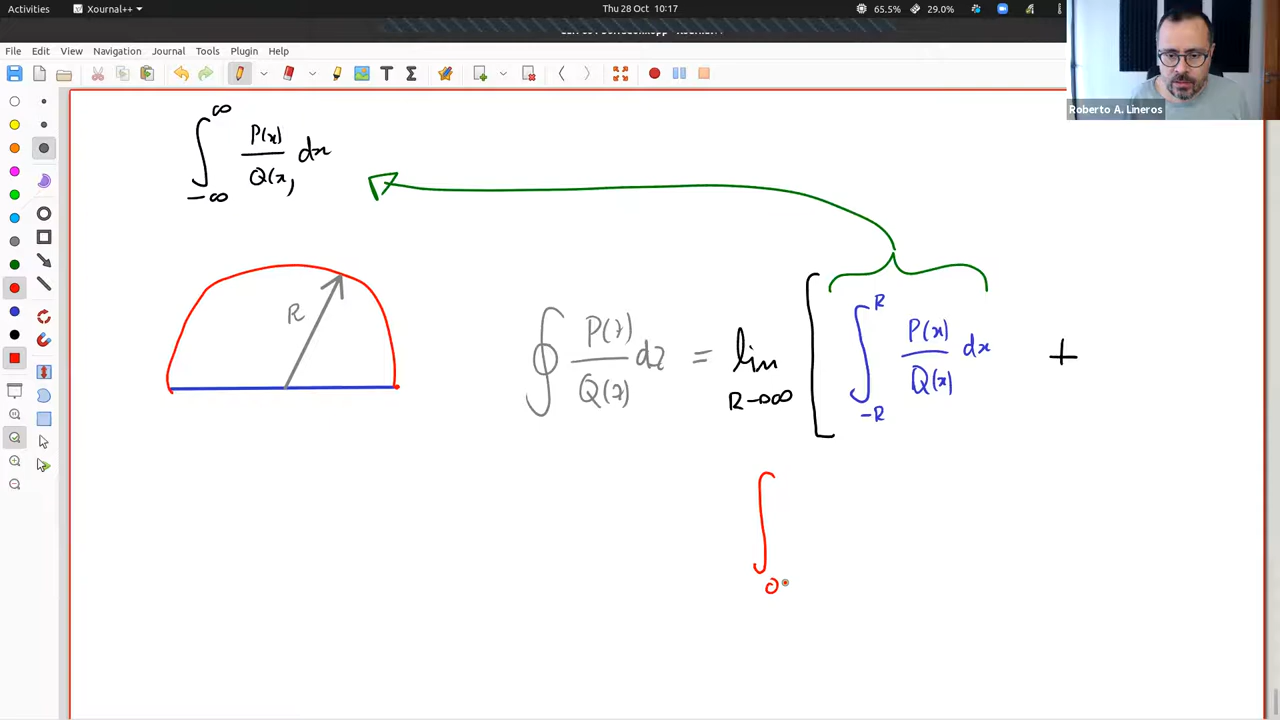 Activities Xournal++ Thu 28 Oct 10:17 65.5% 29.0%
File Edit View Navigation Journal Tools Plugin Help
Roberto A. Lineros
∫_{-∞}^{∞} P(x)/Q(x) dx
R
∮ P(z)/Q(z) dz = lim_{R→∞} [ ∫_{-R}^{R} P(x)/Q(x) dx +
∫_0